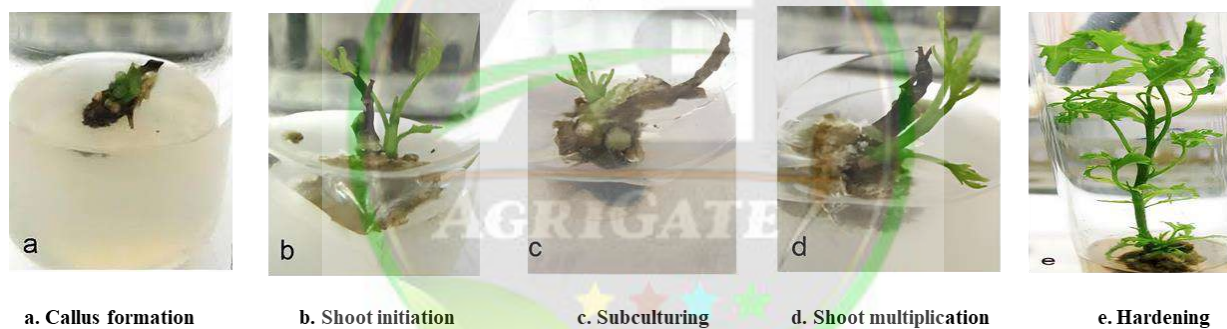 a
b
c
d
e
AGRIGATE
a. Callus formation
b. Shoot initiation
c. Subculturing
d. Shoot multiplication
e. Hardening